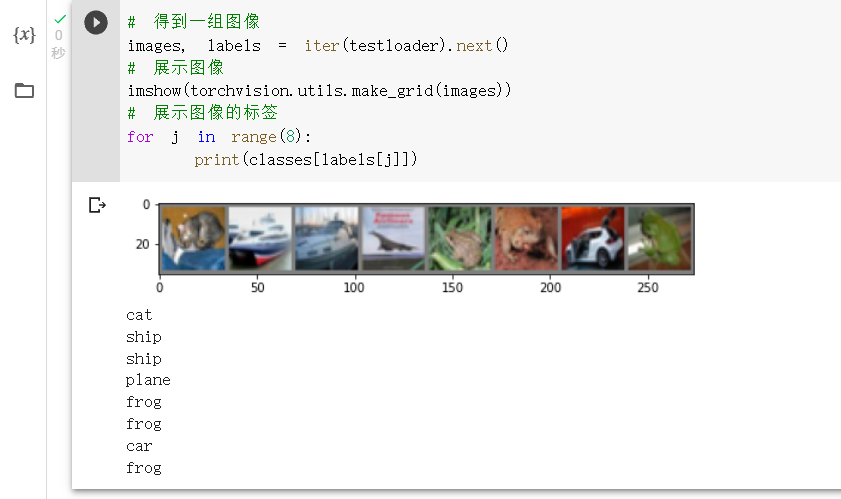 {x}
0
秒
# 得到一组图像
images, labels = iter(testloader).next()
# 展示图像
imshow(torchvision.utils.make_grid(images))
# 展示图像的标签
for j in range(8):
print(classes[labels[j]])
0
20
0 50 100 150 200 250
cat
ship
ship
plane
frog
frog
car
frog